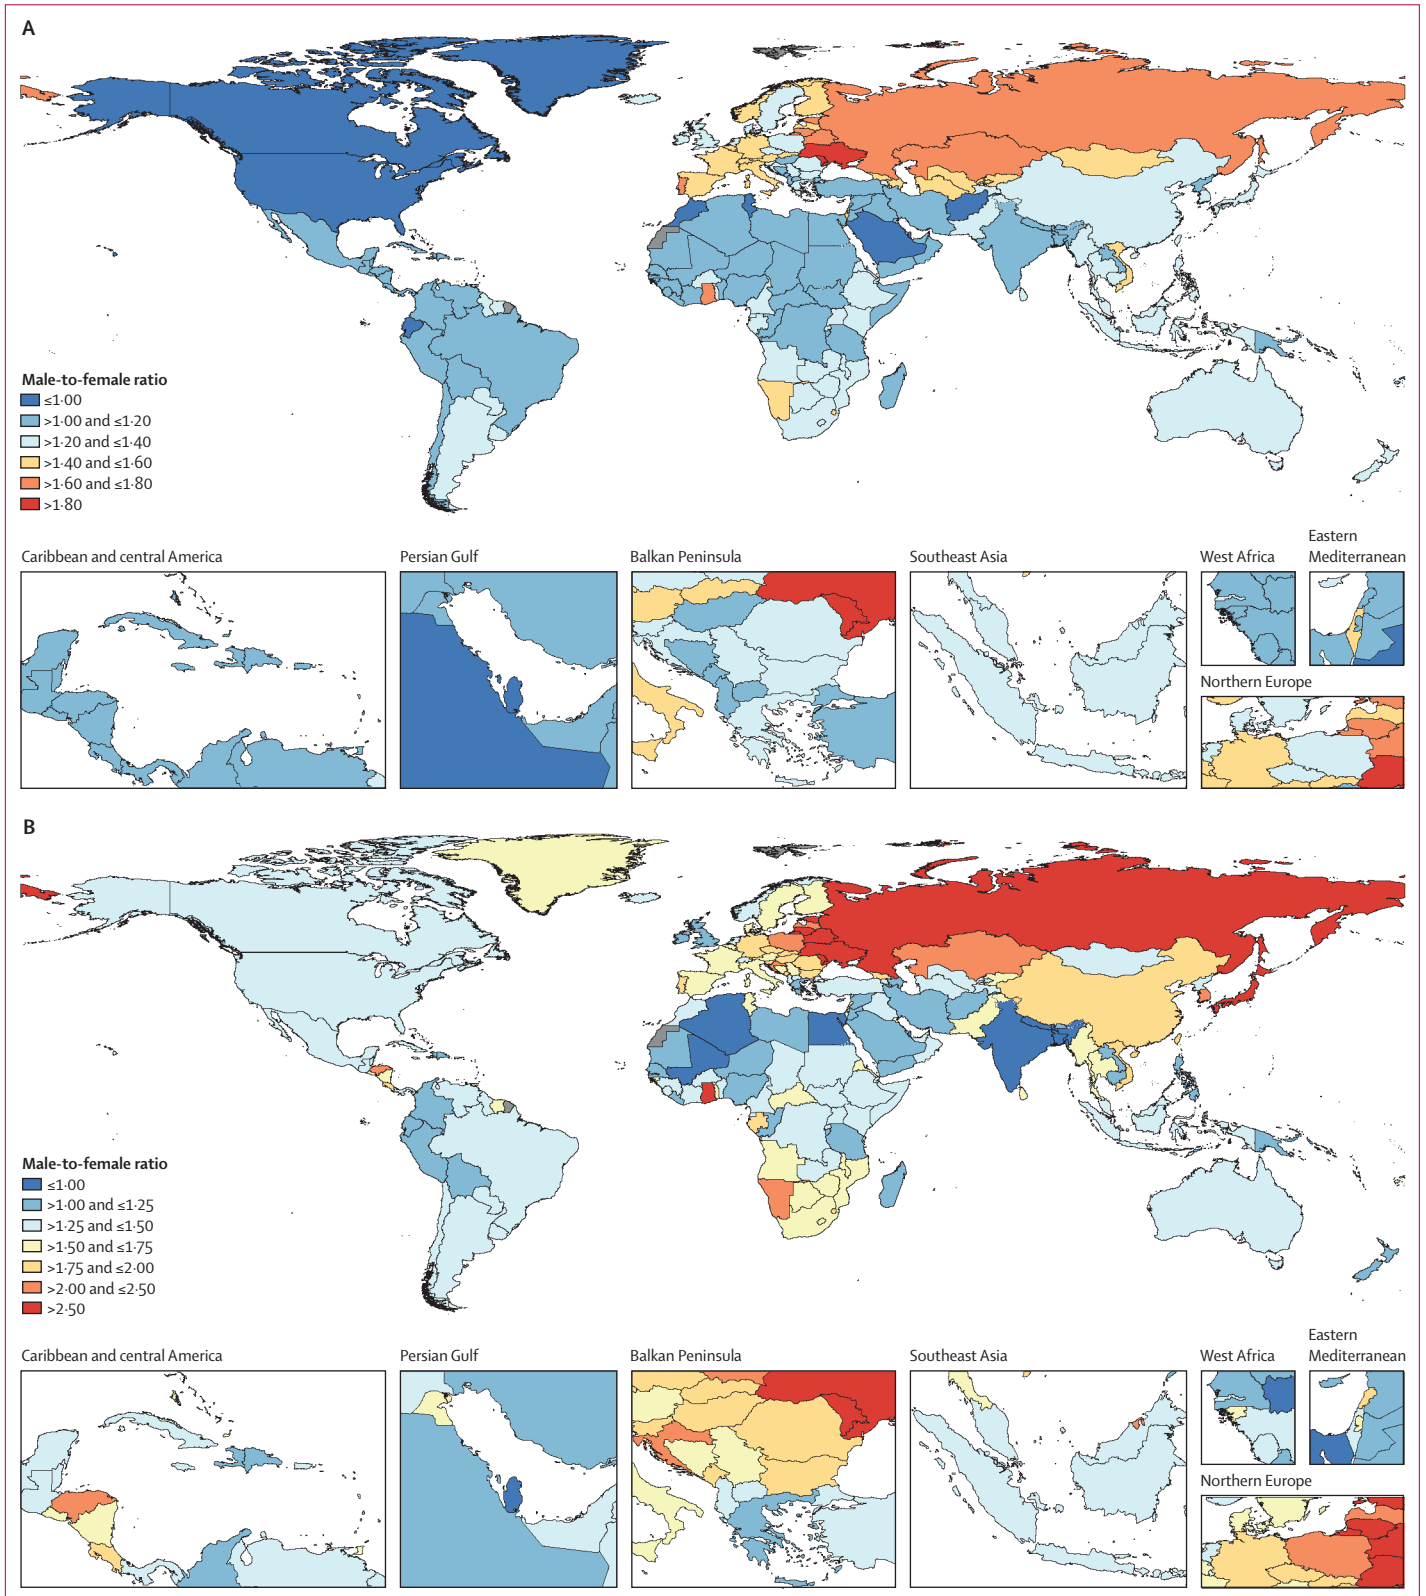 A
Male-to-female ratio
≤1·00
>1·00 and ≤1·20
>1·20 and ≤1·40
>1·40 and ≤1·60
>1·60 and ≤1·80
>1·80
Caribbean and central America
Persian Gulf
Balkan Peninsula
Southeast Asia
West Africa
Eastern
Mediterranean
Northern Europe
B
Male-to-female ratio
≤1·00
>1·00 and ≤1·25
>1·25 and ≤1·50
>1·50 and ≤1·75
>1·75 and ≤2·00
>2·00 and ≤2·50
>2·50
Caribbean and central America
Persian Gulf
Balkan Peninsula
Southeast Asia
West Africa
Eastern
Mediterranean
Northern Europe